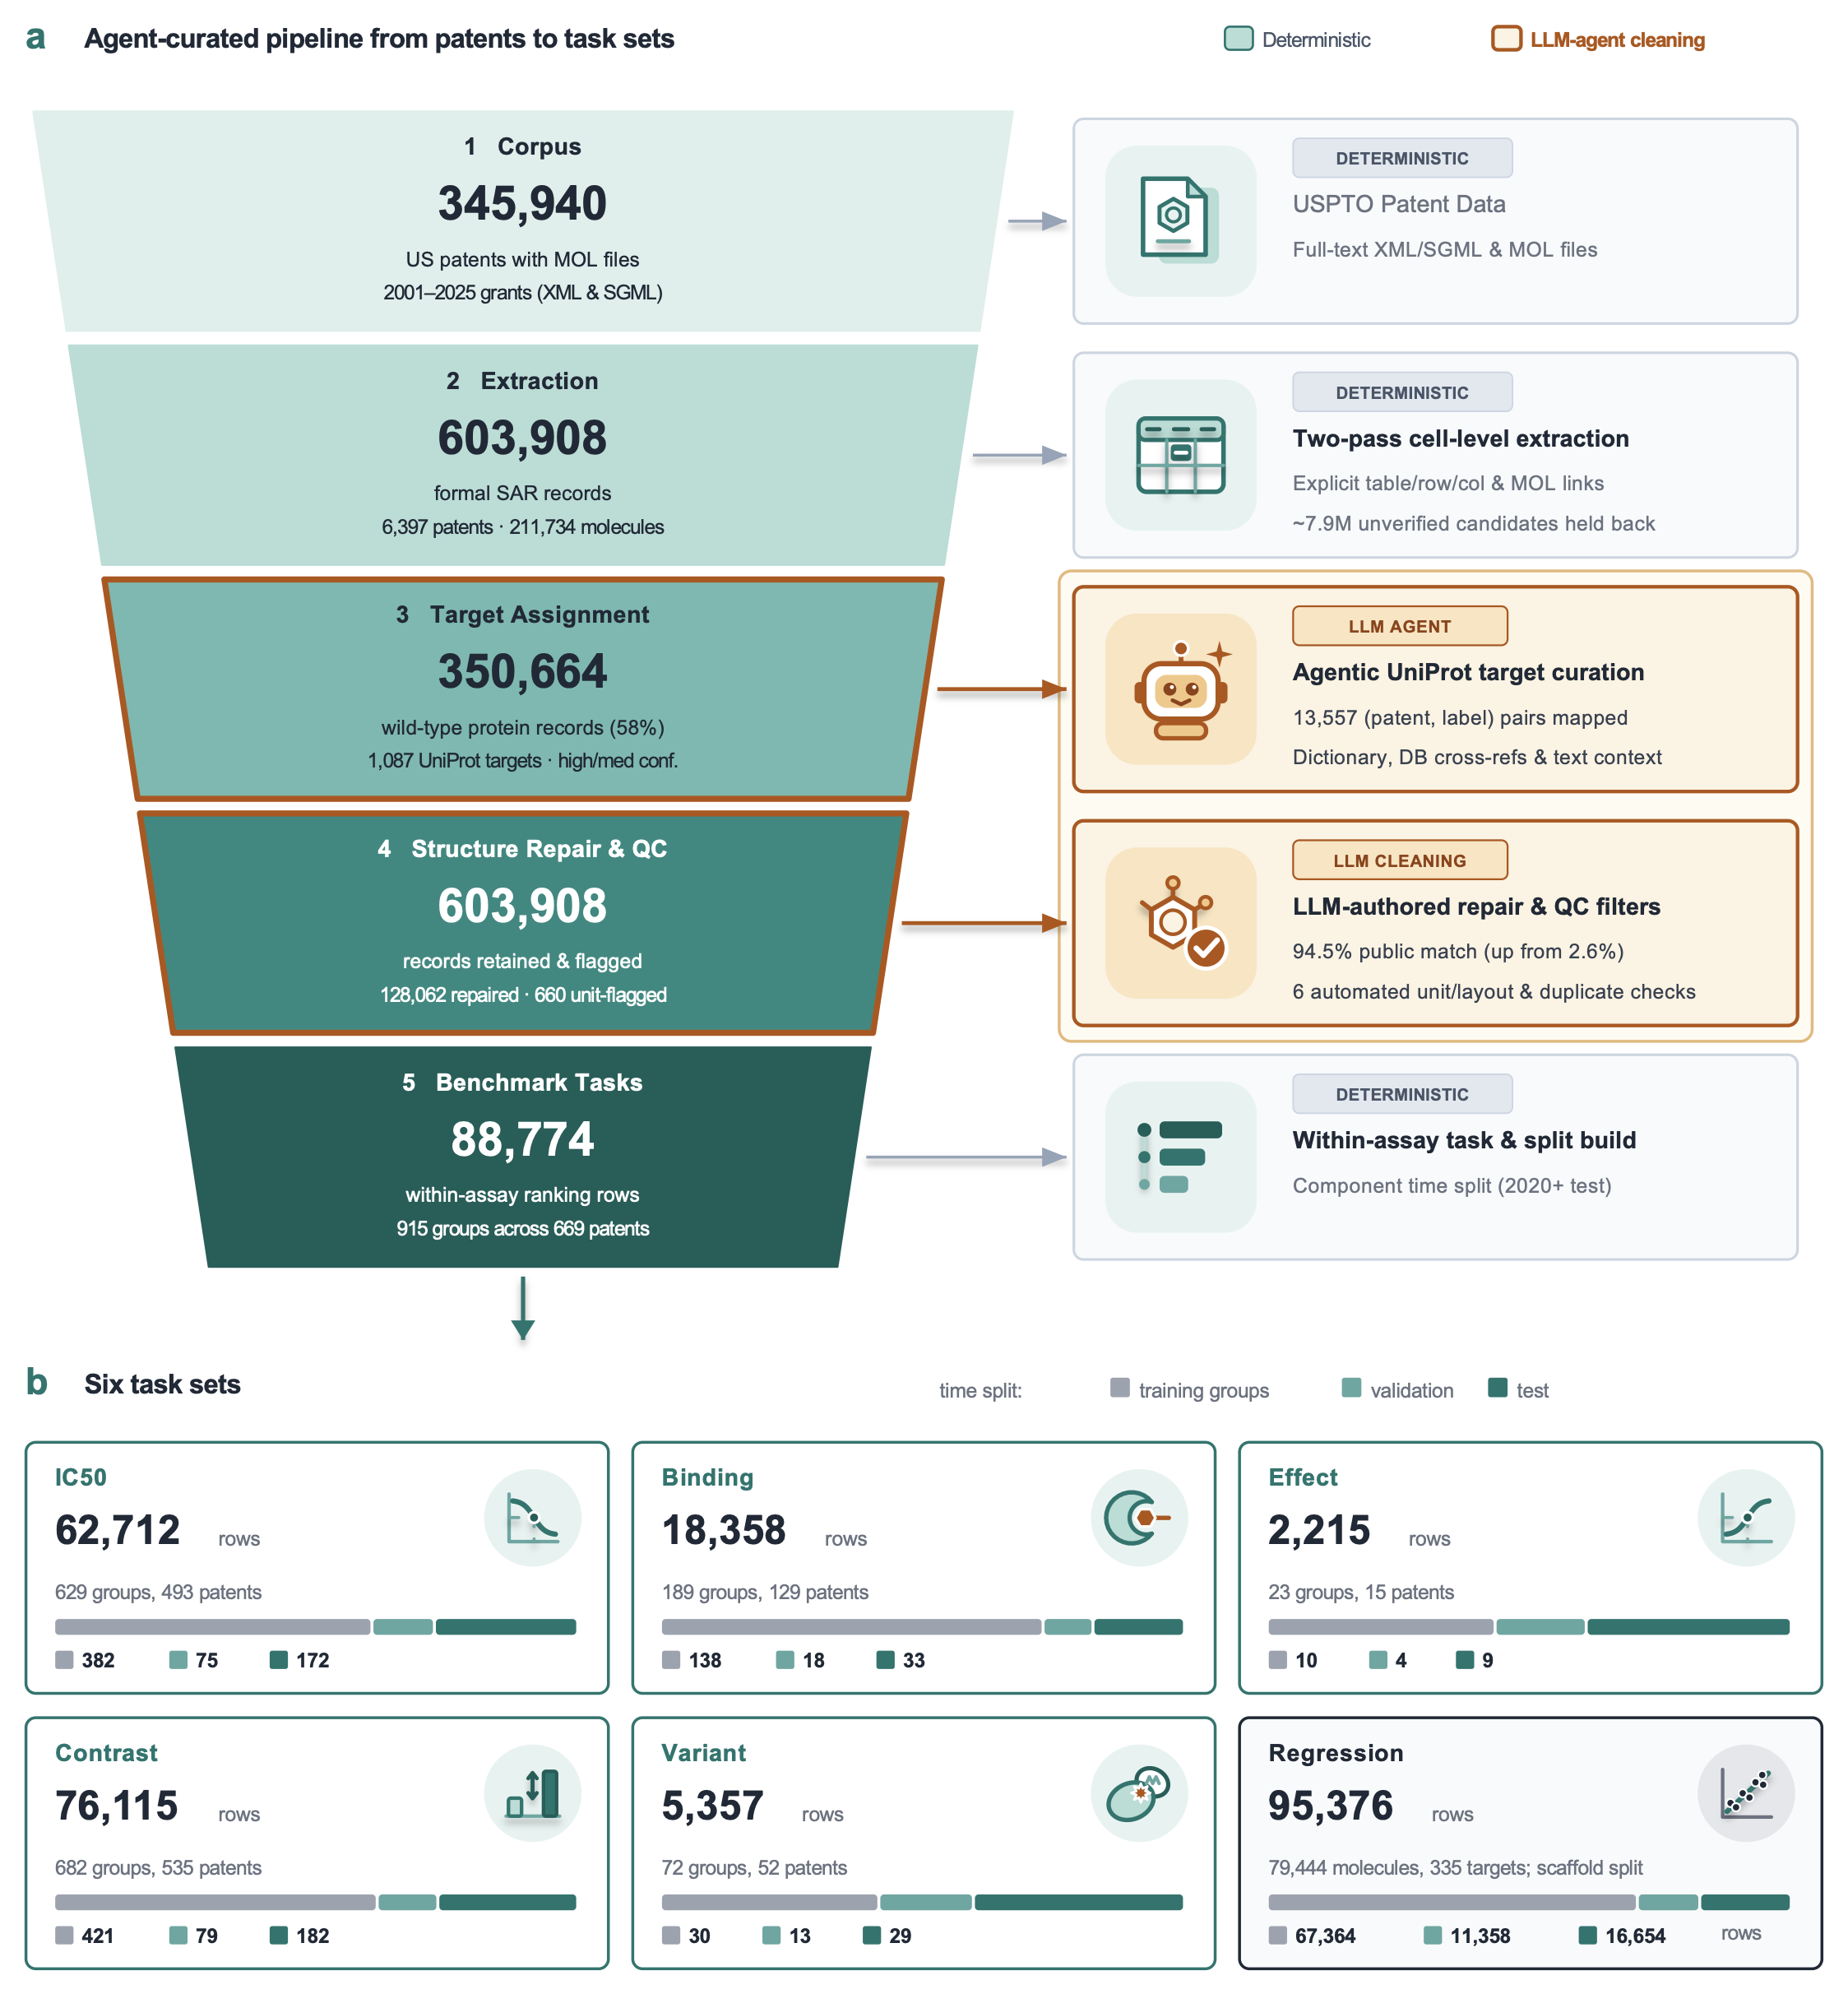 a Agent-curated pipeline from patents to task sets
Deterministic
LLM-agent cleaning
1 Corpus
345,940
US patents with MOL files
2001–2025 grants (XML & SGML)
DETERMINISTIC
USPTO Patent Data
Full-text XML/SGML & MOL files
2 Extraction
603,908
formal SAR records
6,397 patents · 211,734 molecules
DETERMINISTIC
Two-pass cell-level extraction
Explicit table/row/col & MOL links
~7.9M unverified candidates held back
3 Target Assignment
350,664
wild-type protein records (58%)
1,087 UniProt targets · high/med conf.
LLM AGENT
Agentic UniProt target curation
13,557 (patent, label) pairs mapped
Dictionary, DB cross-refs & text context
4 Structure Repair & QC
603,908
records retained & flagged
128,062 repaired · 660 unit-flagged
LLM CLEANING
LLM-authored repair & QC filters
94.5% public match (up from 2.6%)
6 automated unit/layout & duplicate checks
5 Benchmark Tasks
88,774
within-assay ranking rows
915 groups across 669 patents
DETERMINISTIC
Within-assay task & split build
Component time split (2020+ test)
b Six task sets
time split: training groups validation test
IC50
62,712 rows
629 groups, 493 patents
382 75 172
Binding
18,358 rows
189 groups, 129 patents
138 18 33
Effect
2,215 rows
23 groups, 15 patents
10 4 9
Contrast
76,115 rows
682 groups, 535 patents
421 79 182
Variant
5,357 rows
72 groups, 52 patents
30 13 29
Regression
95,376 rows
79,444 molecules, 335 targets; scaffold split
67,364 11,358 16,654 rows